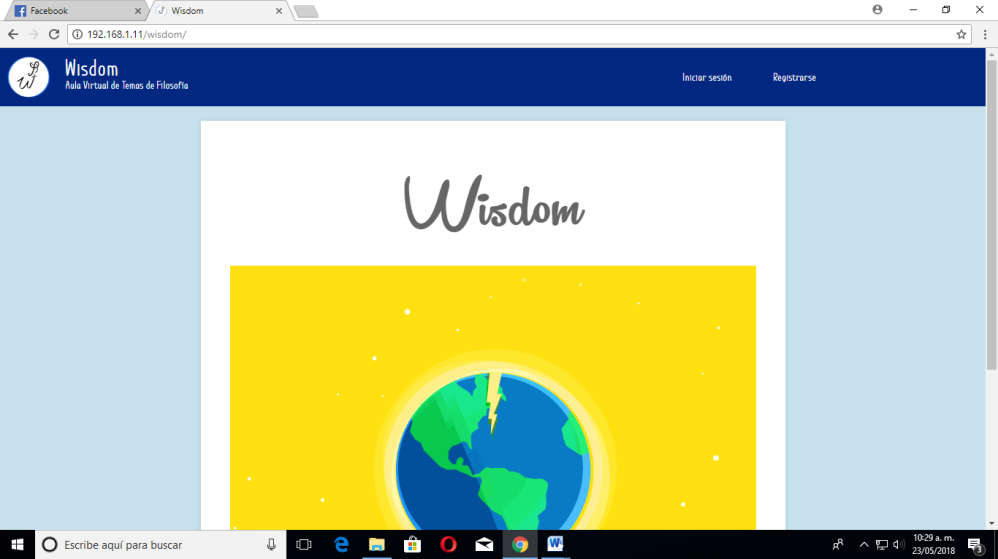 Facebook
Wisdom
192.168.1.11/wisdom/
Wisdom
Aula Virtual de Temas de Filosofía
Iniciar sesión
Registrarse
Wisdom
Escribe aquí para buscar
10:29 a. m.
23/05/2018
3